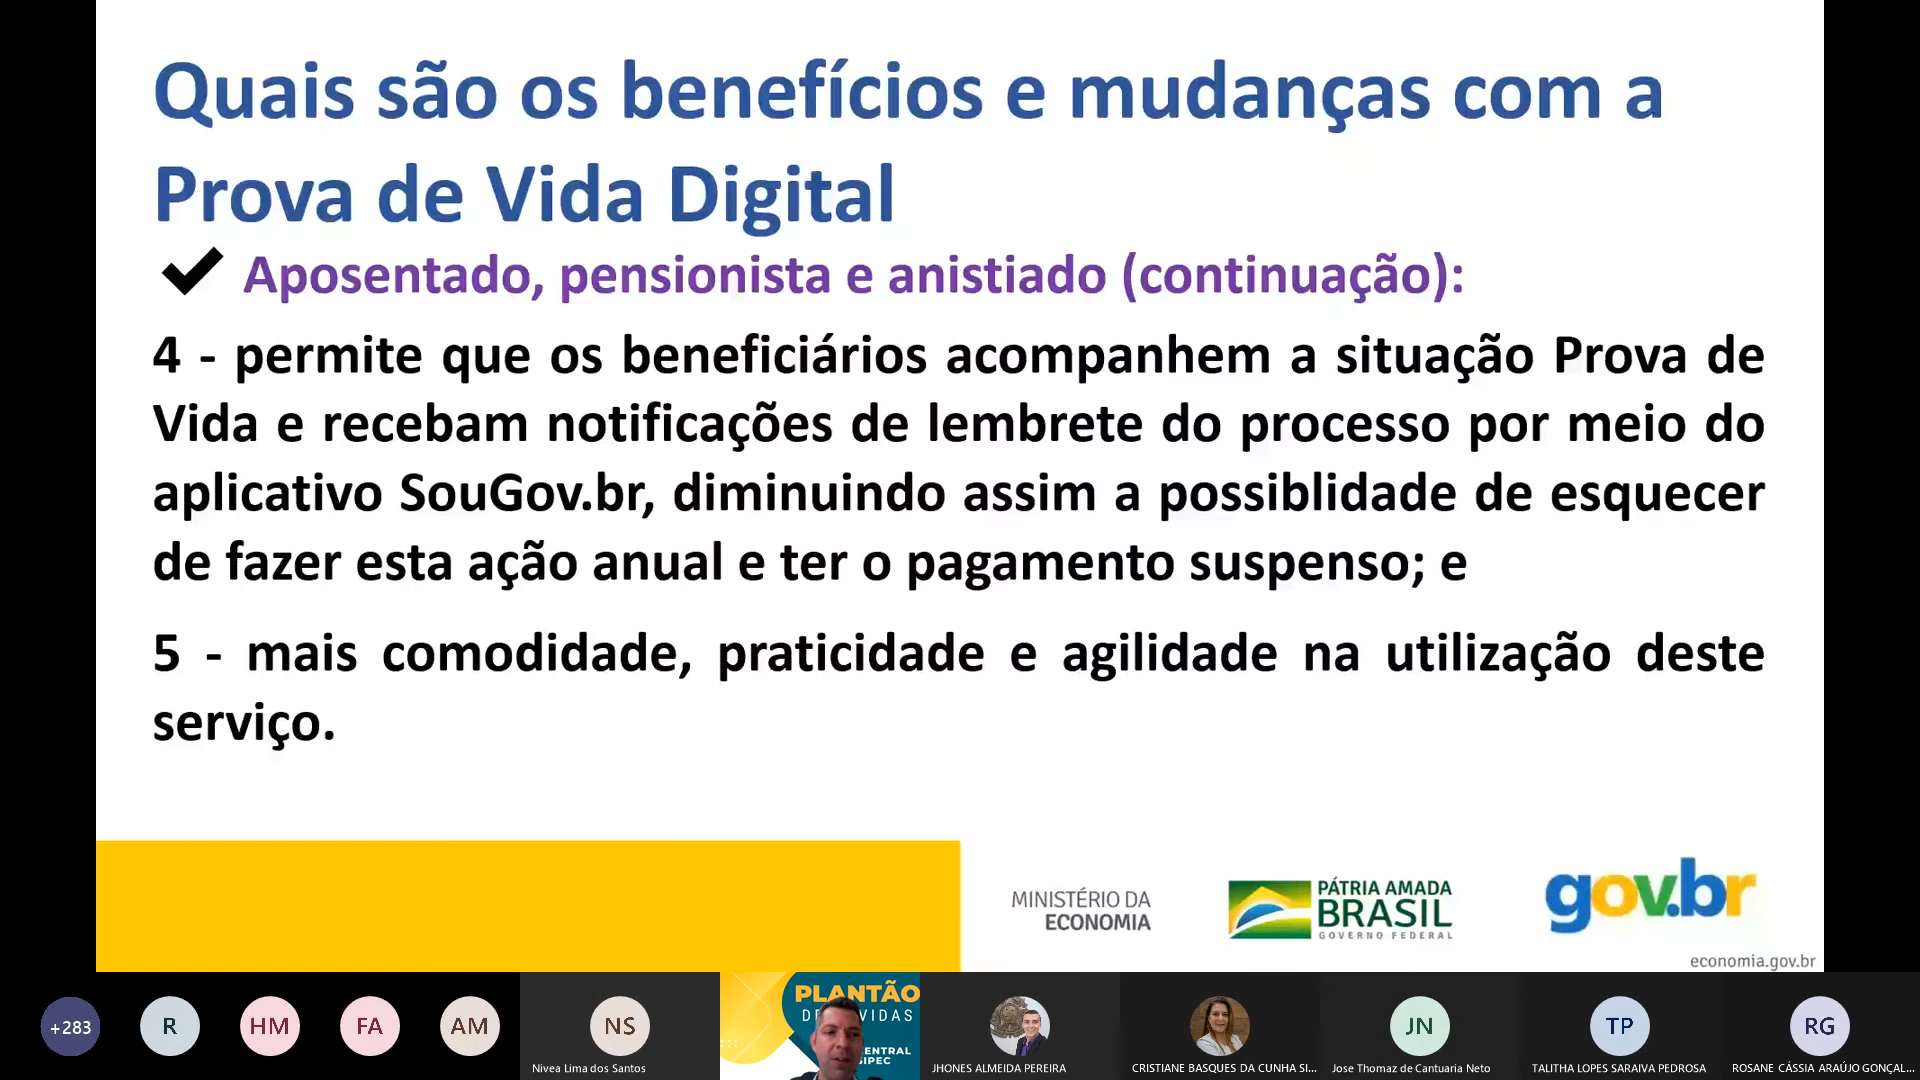 Quais são os benefícios e mudanças com a
Prova de Vida Digital
Aposentado, pensionista e anistiado (continuação):
4 - permite que os beneficiários acompanhem a situação Prova de
Vida e recebam notificações de lembrete do processo por meio do
aplicativo SouGov.br, diminuindo assim a possiblidade de esquecer
de fazer esta ação anual e ter o pagamento suspenso; e
5 - mais comodidade, praticidade e agilidade na utilização deste
serviço.
MINISTÉRIO DA
ECONOMIA
PÁTRIA AMADA
BRASIL
GOVERNO FEDERAL
gov.br
economia.gov.br
+283
R
HM
FA
AM
NS
Nivea Lima dos Santos
PLANTÃO
JHONES ALMEIDA PEREIRA
CRISTIANE BASQUES DA CUNHA SI...
JN
Jose Thomaz de Cantuaria Neto
TP
TALITHA LOPES SARAIVA PEDROSA
RG
ROSANE CÁSSIA ARAÚJO GONÇAL...